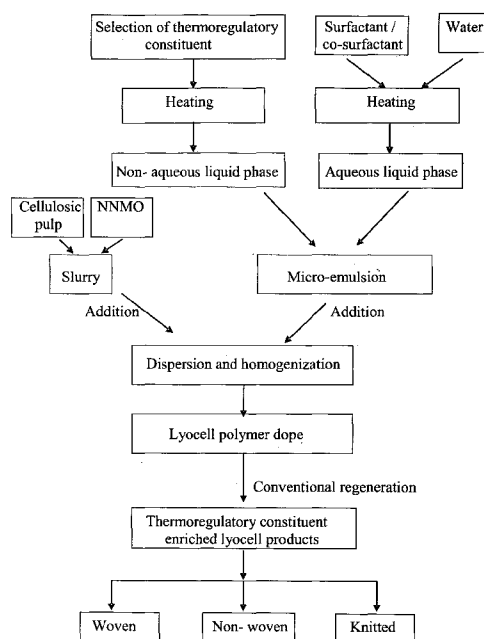 Selection of thermoregulatory
constituent
Surfactant /
co-surfactant
Water
Heating
Heating
Non- aqueous liquid phase
Aqueous liquid phase
Cellulosic
pulp
NNMO
Slurry
Micro-emulsion
Addition
Addition
Dispersion and homogenization
Lyocell polymer dope
Conventional regeneration
Thermoregulatory constituent
enriched lyocell products
Woven
Non- woven
Knitted